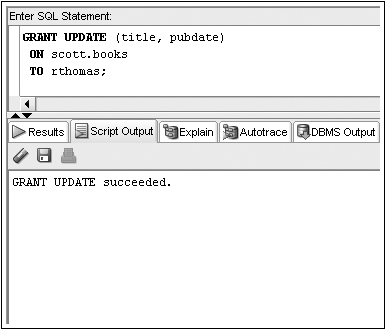 Enter SQL Statement:
GRANT UPDATE (title, pubdate)
ON scott.books
TO rthomas;
Results Script Output Explain Autotrace DBMS Output
GRANT UPDATE succeeded.